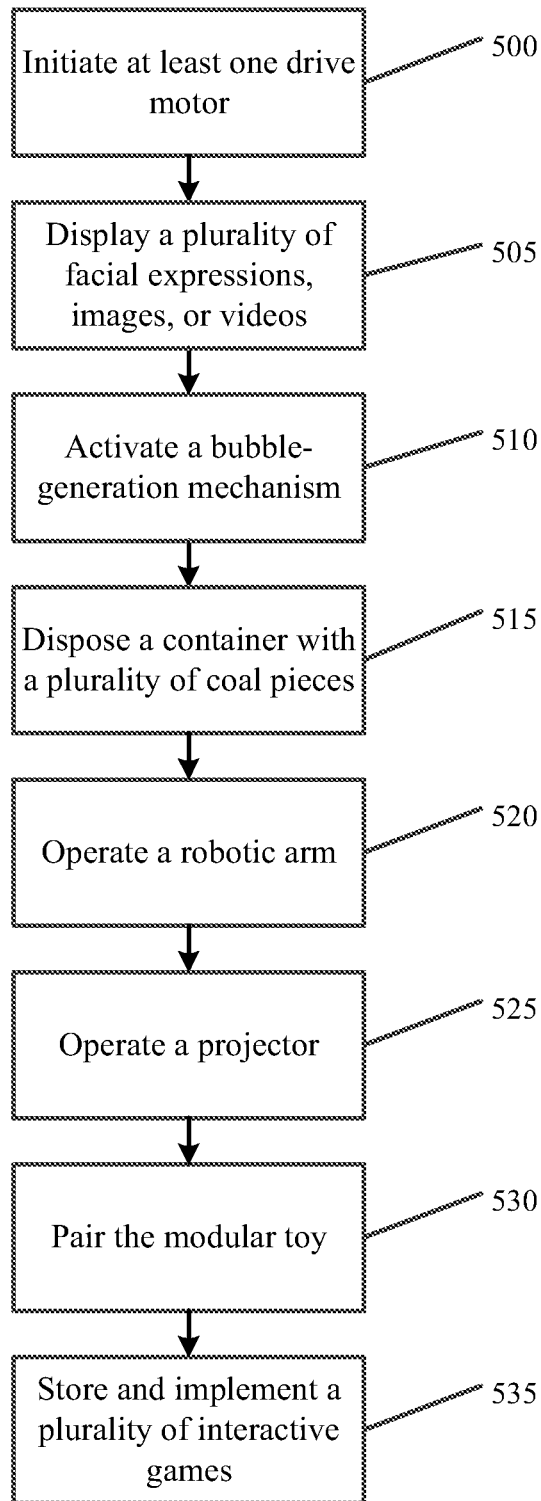 Initiate at least one drive
motor
500
Display a plurality of
facial expressions,
images, or videos
505
Activate a bubble-
generation mechanism
510
Dispose a container with
a plurality of coal pieces
515
Operate a robotic arm
520
Operate a projector
525
Pair the modular toy
530
Store and implement a
plurality of interactive
games
535